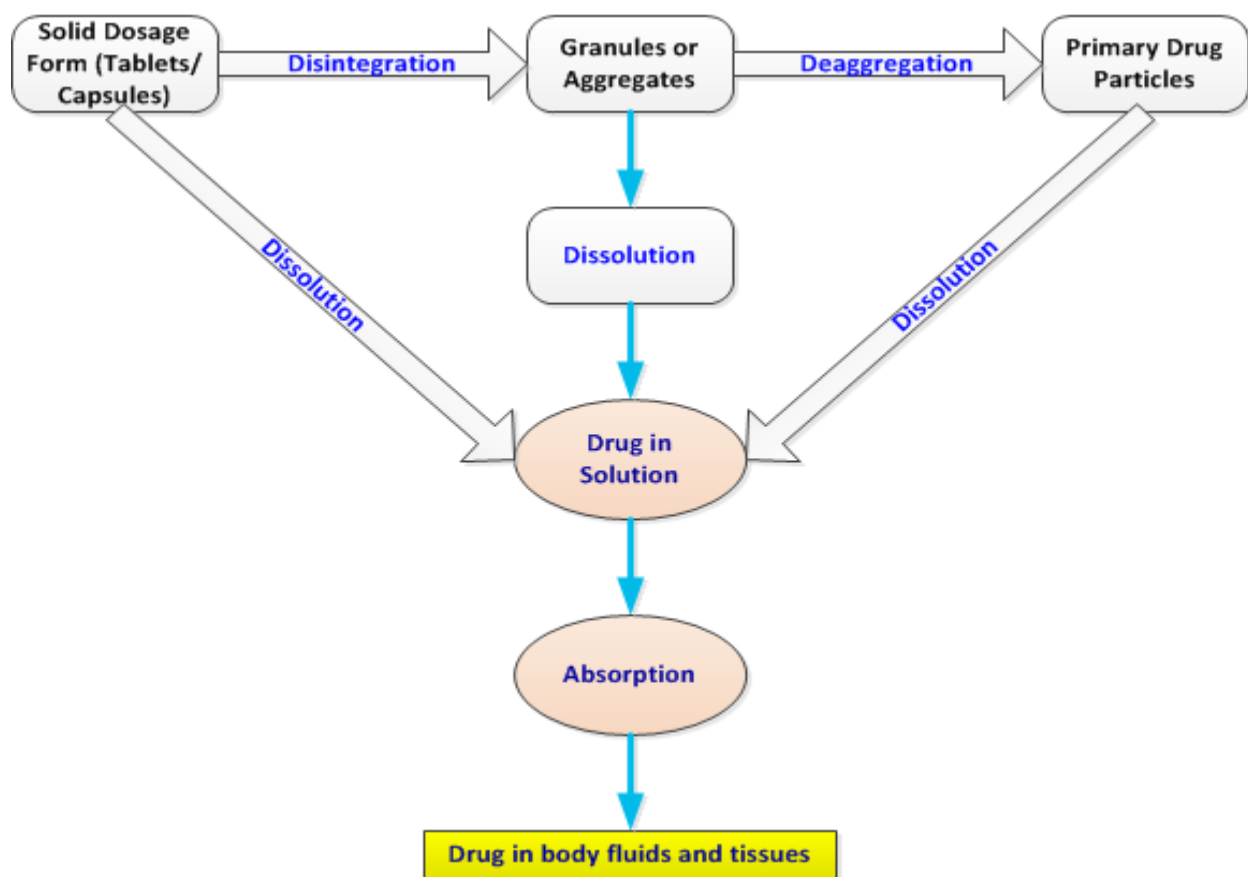 Solid Dosage
Form (Tablets/
Capsules)
Disintegration
Granules or
Aggregates
Deaggregation
Primary Drug
Particles
Dissolution
Dissolution
Dissolution
Drug in
Solution
Absorption
Drug in body fluids and tissues